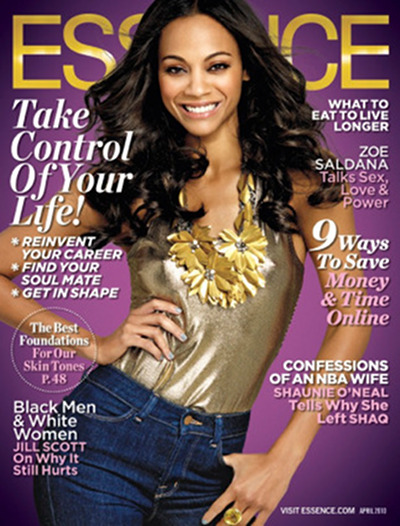 ESSENCE
Take
Control
Of Your
Life!
* REINVENT
YOUR CAREER
* FIND YOUR
SOUL MATE
* GET IN SHAPE
The Best
Foundations
For Our
Skin Tones
P.48
Black Men
& White
Women
JILL SCOTT
On Why It
Still Hurts
WHAT TO
EAT TO LIVE
LONGER
ZOE
SALDANA
Talks Sex,
Love &
Power
9 Ways
To Save
Money
& Time
Online
CONFESSIONS
OF AN NBA WIFE
SHAUNIE O'NEAL
Tells Why She
Left SHAQ
VISIT ESSENCE.COM APRIL 2010